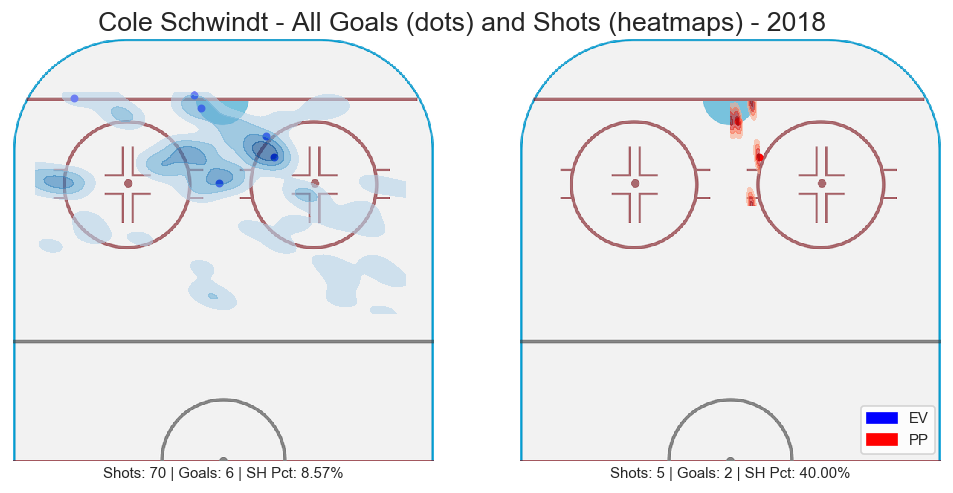 Cole Schwindt - All Goals (dots) and Shots (heatmaps) - 2018
EV
PP
Shots: 70 | Goals: 6 | SH Pct: 8.57%
Shots: 5 | Goals: 2 | SH Pct: 40.00%